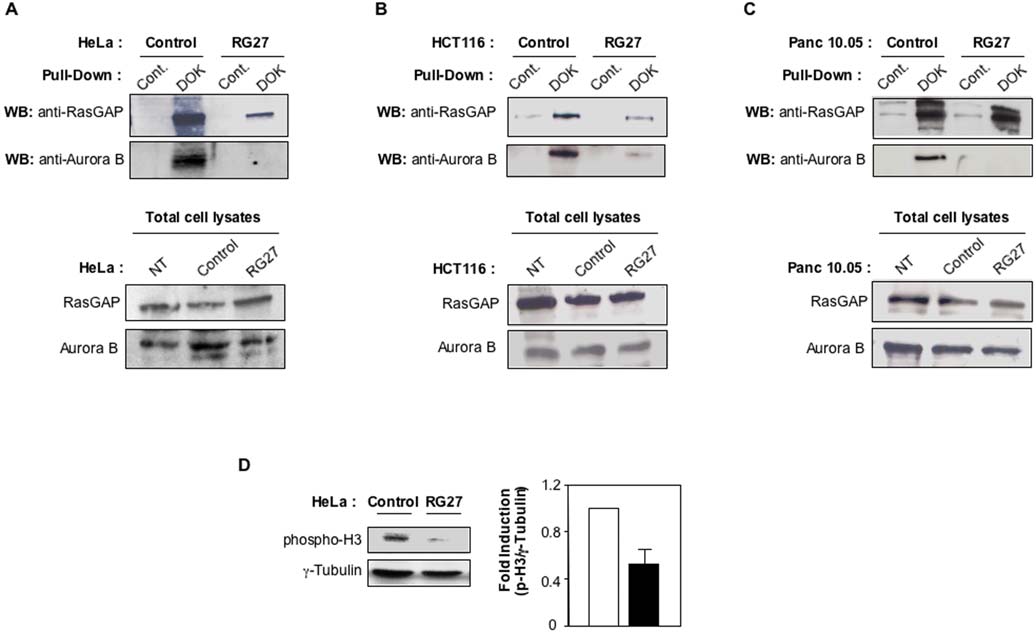 A
HeLa : Control RG27
Pull-Down : Cont. DOK Cont. DOK
WB: anti-RasGAP
WB: anti-Aurora B
Total cell lysates
HeLa : NT Control RG27
RasGAP
Aurora B
B
HCT116 : Control RG27
Pull-Down : Cont. DOK Cont. DOK
WB: anti-RasGAP
WB: anti-Aurora B
Total cell lysates
HCT116 : NT Control RG27
RasGAP
Aurora B
C
Panc 10.05 : Control RG27
Pull-Down : Cont. DOK Cont. DOK
WB: anti-RasGAP
WB: anti-Aurora B
Total cell lysates
Panc 10.05 : NT Control RG27
RasGAP
Aurora B
D
HeLa : Control RG27
phospho-H3
γ-Tubulin
Fold induction
(p-H3/γ-Tubulin)
1.2
0.8
0.4
0